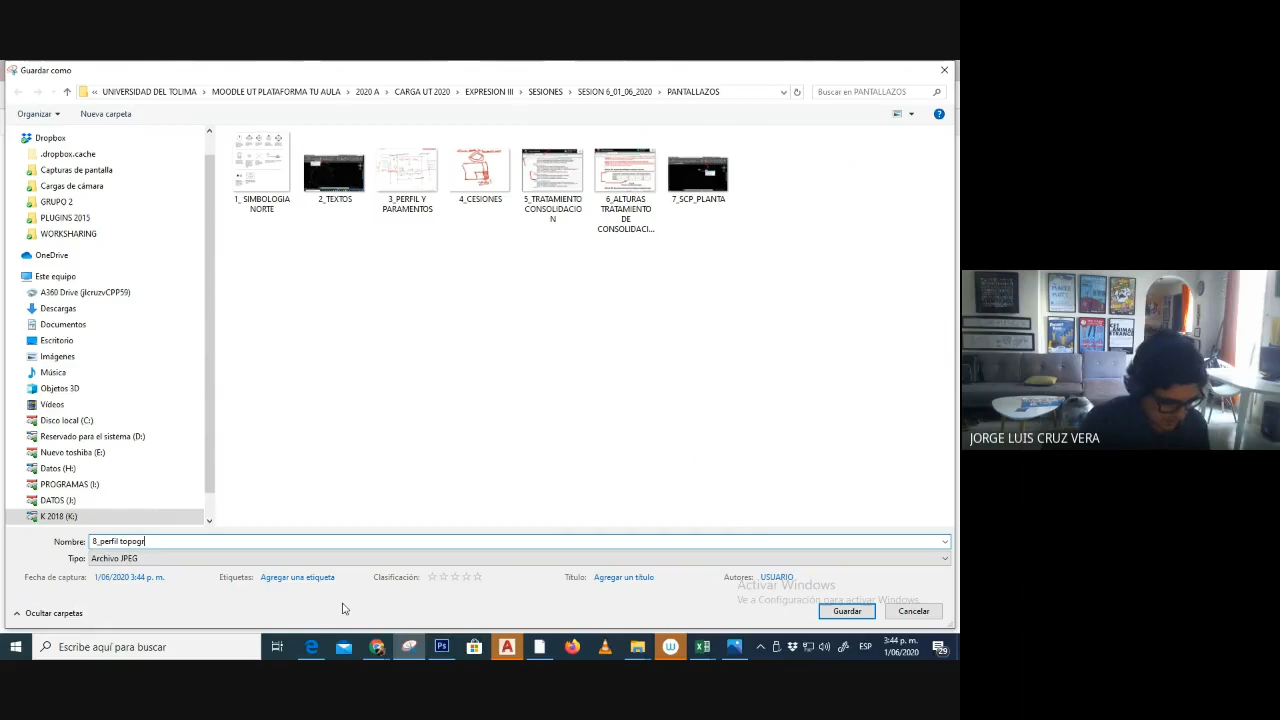 Guardar como
« UNIVERSIDAD DEL TOLIMA > MOODLE UT PLATAFORMA TU AULA > 2020 A > CARGA UT 2020 > EXPRESION III > SESIONES > SESION 6_01_06_2020 > PANTALLAZOS
Buscar en PANTALLAZOS
Organizar
Nueva carpeta
Dropbox
.dropbox.cache
Capturas de pantalla
Cargas de cámara
GRUPO 2
PLUGINS 2015
WORKSHARING
OneDrive
Este equipo
A360 Drive (jlcruzvCPP59)
Descargas
Documentos
Escritorio
Imágenes
Música
Objetos 3D
Vídeos
Disco local (C:)
Reservado para el sistema (D:)
Nuevo toshiba (E:)
Datos (H:)
PROGRAMAS (I:)
DATOS (J:)
K 2018 (K:)
1_ SIMBOLOGIA
NORTE
2_TEXTOS
3_PERFIL Y
PARAMENTOS
4_CESIONES
5_TRATAMIENTO
CONSOLIDACIO
N
6_ALTURAS
TRATAMIENTO
DE
CONSOLIDACI...
7_SCP_PLANTA
Nombre: 8_perfil topogr
Tipo: Archivo JPEG
Fecha de captura: 1/06/2020 3:44 p. m.
Etiquetas: Agregar una etiqueta
Clasificación:
Título: Agregar un título
Autores: USUARIO
Activar Windows
Ve a Configuración para activar Windows.
Ocultar carpetas
Guardar
Cancelar
Escribe aquí para buscar
ESP
3:44 p. m.
1/06/2020
29
JORGE LUIS CRUZ VERA